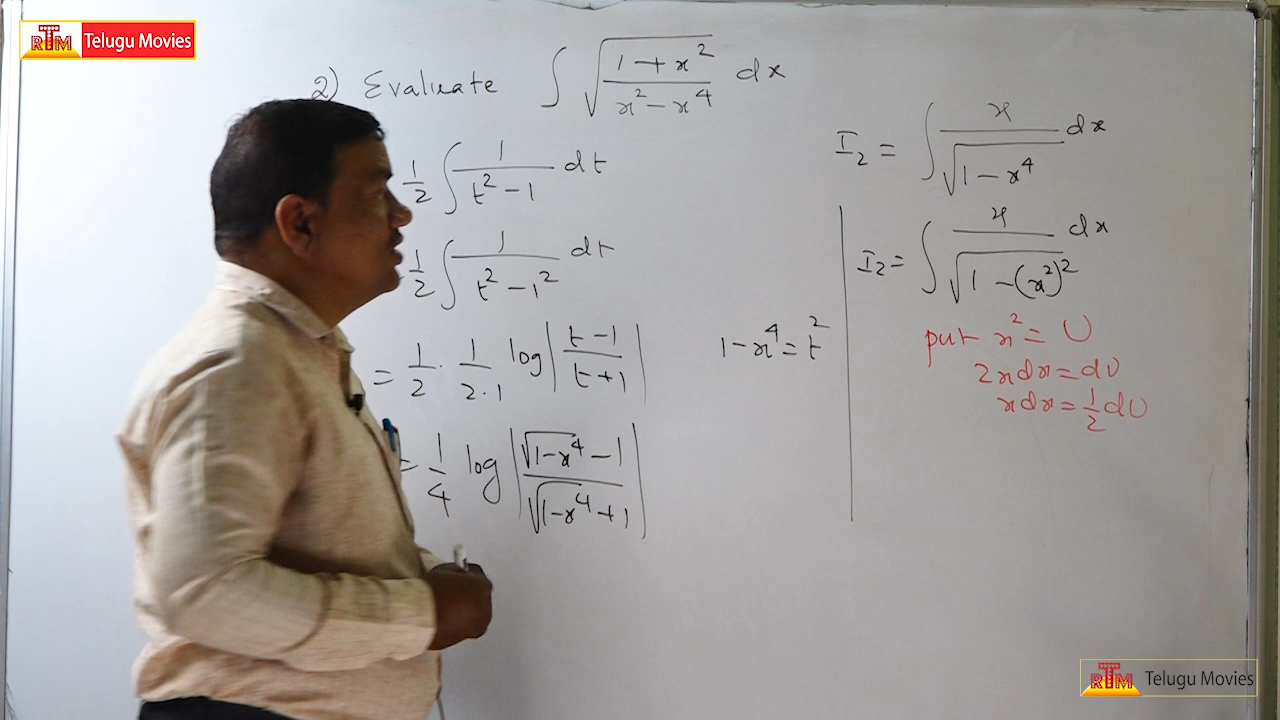 RTM Telugu Movies
2) Evaluate ∫ √((1+x²)/(x²-x⁴)) dx
1/2 ∫ 1/(t²-1) dt
1/2 ∫ 1/(t²-1²) dt
= 1/2 · 1/(2·1) log |(t-1)/(t+1)|
= 1/4 log |(√(1-x⁴) -1)/(√(1-x⁴) +1)|
1-x⁴=t²
I₂ = ∫ x/√(1-x⁴) dx
I₂= ∫ x/√(1-(x²)²) dx
put x² = U
2xdx=dU
xdx=1/2 dU
RTM Telugu Movies